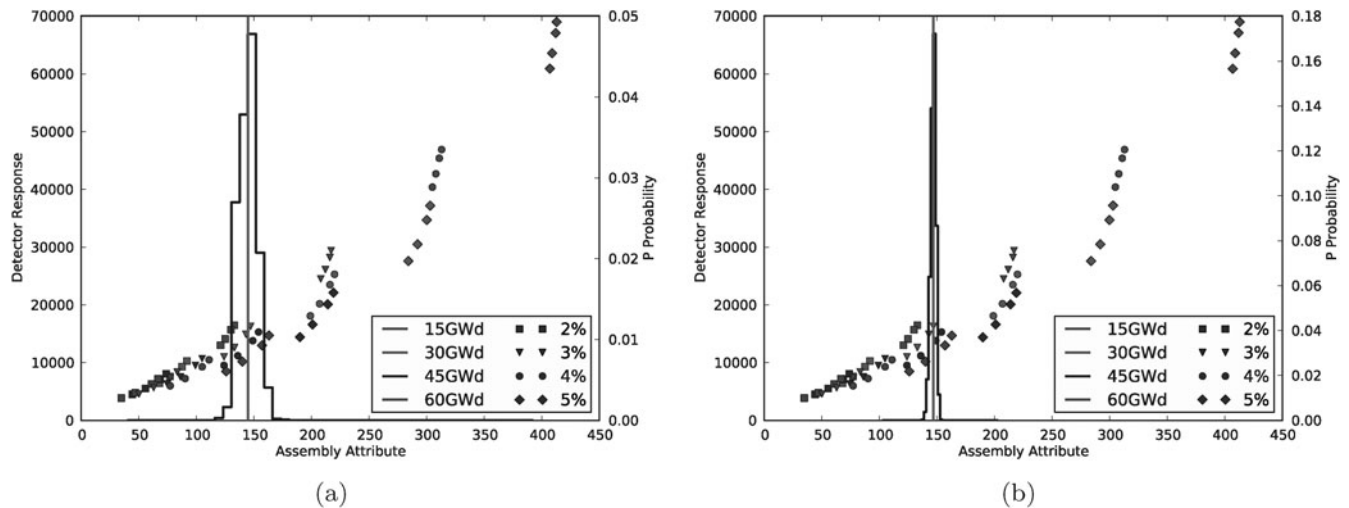 70000
60000
50000
40000
30000
20000
10000
0
Detector Response
0.05
0.04
0.03
0.02
0.01
0.00
P Probability
0 50 100 150 200 250 300 350 400 450
Assembly Attribute
15GWd 2%
30GWd 3%
45GWd 4%
60GWd 5%
(a)
70000
60000
50000
40000
30000
20000
10000
0
Detector Response
0.18
0.16
0.14
0.12
0.10
0.08
0.06
0.04
0.02
0.00
P Probability
0 50 100 150 200 250 300 350 400 450
Assembly Attribute
15GWd 2%
30GWd 3%
45GWd 4%
60GWd 5%
(b)